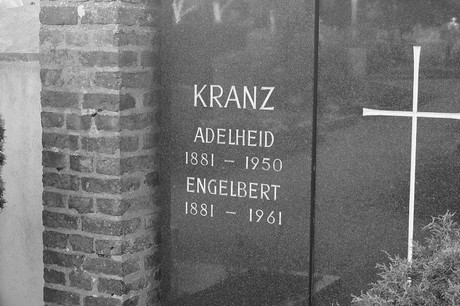 KRANZ
ADELHEID
1881 – 1950
ENGELBERT
1881 – 1961